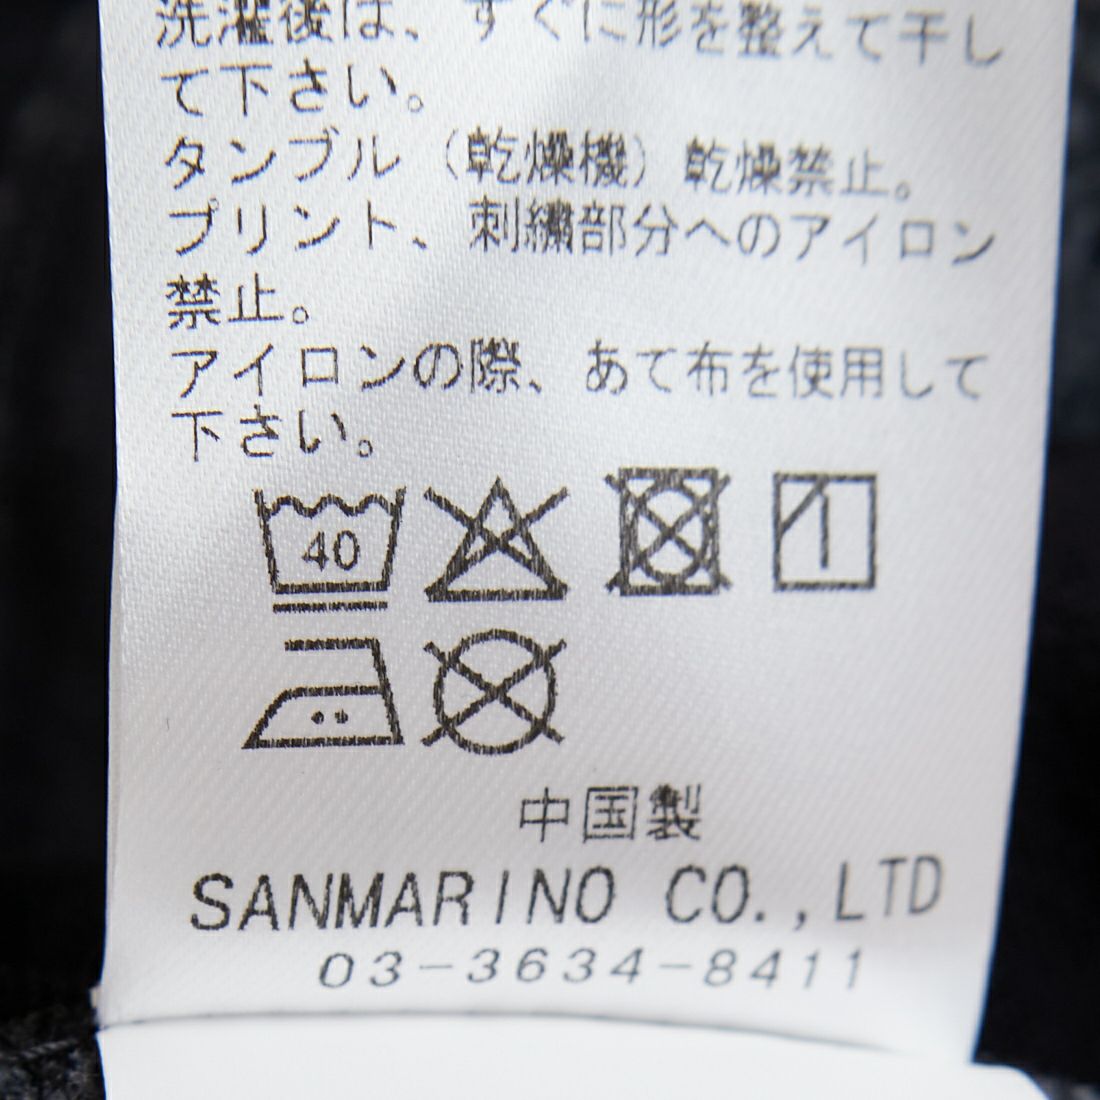 洗濯後は、すぐに形を整えて干し
て下さい。
タンブル（乾燥機）乾燥禁止。
プリント、刺繍部分へのアイロン
禁止。
アイロンの際、あて布を使用して
下さい。
40
中国製
SANMARINO CO.,LTD
03-3634-8411